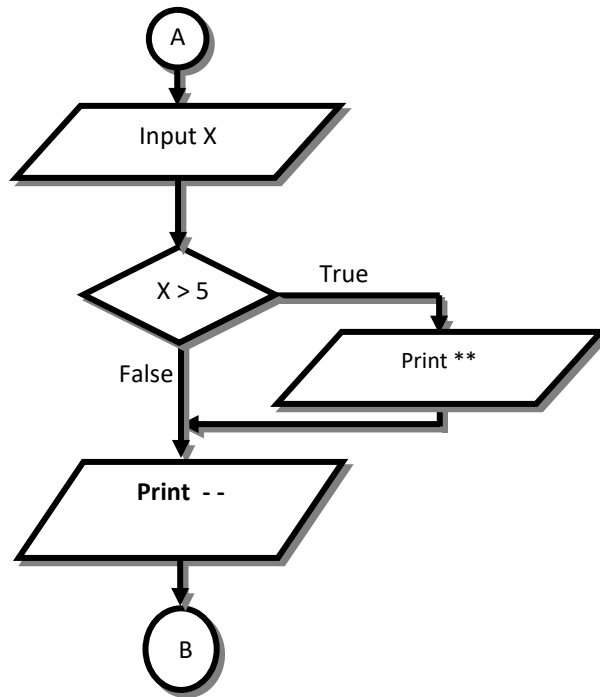 A
Input X
X > 5
True
Print **
False
Print - -
B